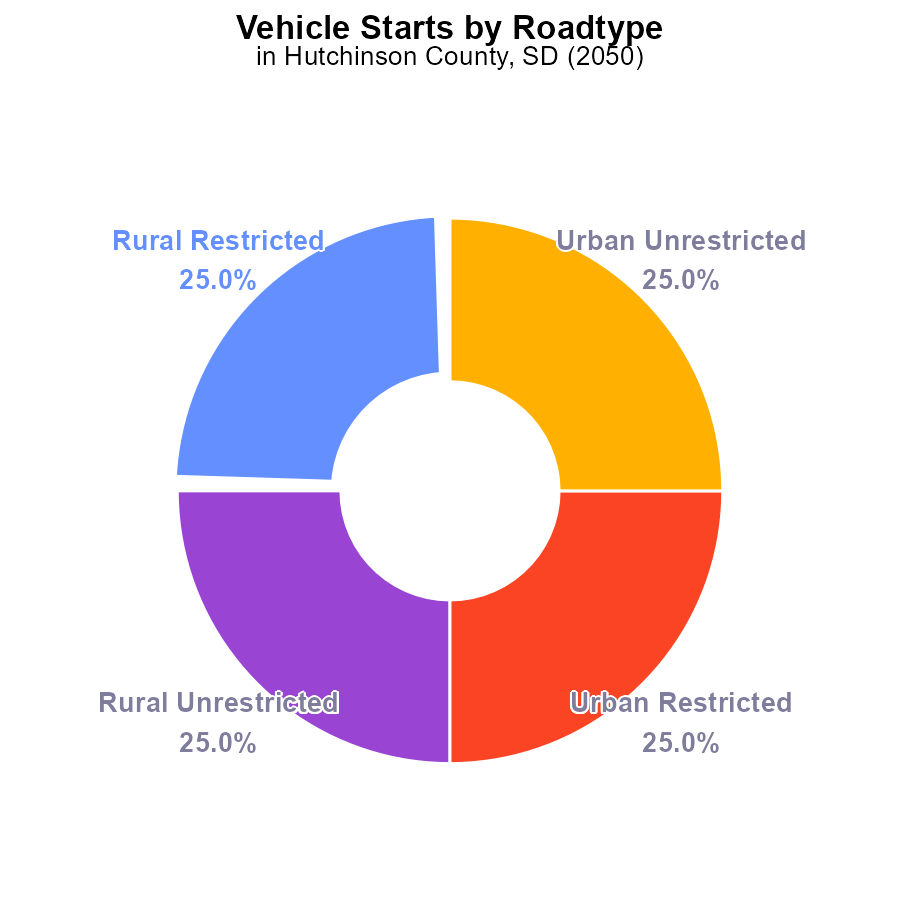 Vehicle Starts by Roadtype
in Hutchinson County, SD (2050)
Rural Restricted
25.0%
Urban Unrestricted
25.0%
Rural Unrestricted
25.0%
Urban Restricted
25.0%